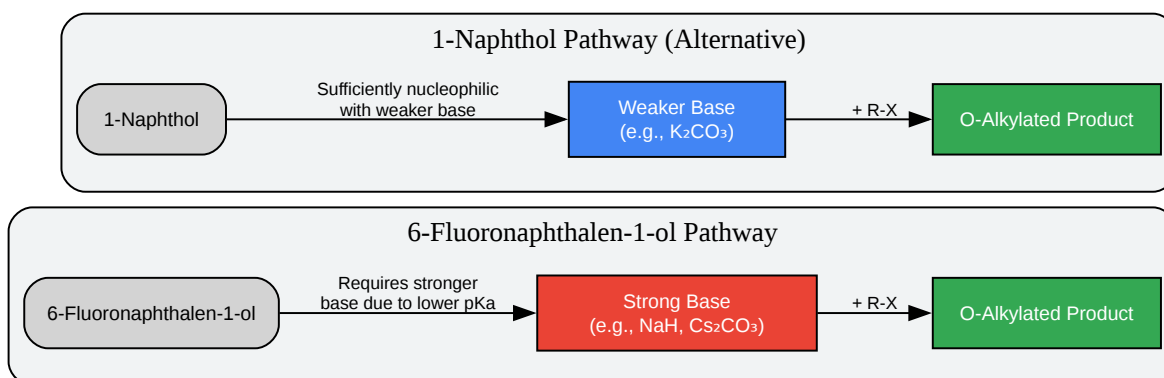 1-Naphthol Pathway (Alternative)
1-Naphthol
Sufficiently nucleophilic
with weaker base
Weaker Base
(e.g., K₂CO₃)
+ R-X
O-Alkylated Product
6-Fluoronaphthalen-1-ol Pathway
6-Fluoronaphthalen-1-ol
Requires stronger
base due to lower pKa
Strong Base
(e.g., NaH, Cs₂CO₃)
+ R-X
O-Alkylated Product